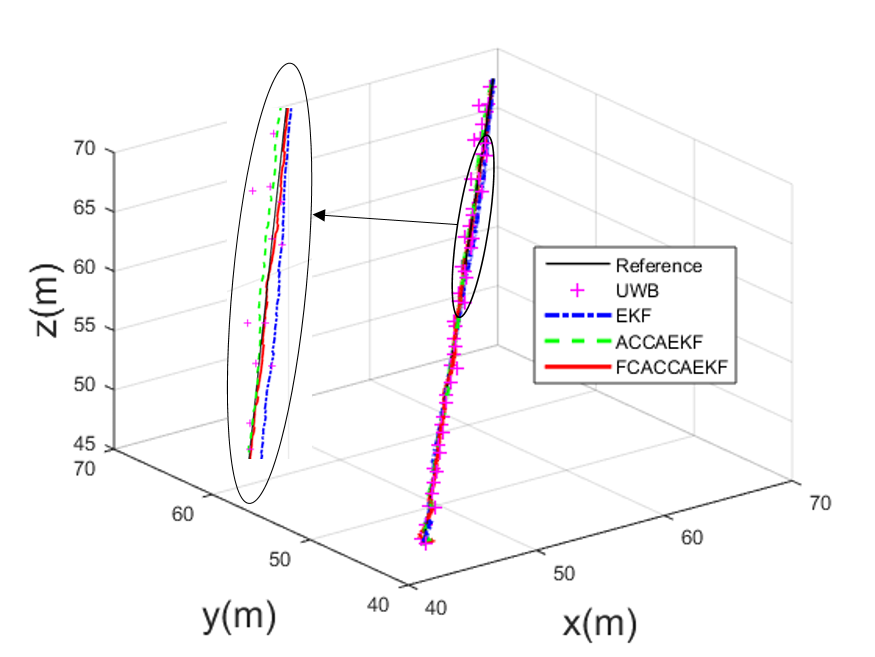 70
65
60
55
50
45
70
60
50
40
40
50
60
70
z(m)
y(m)
x(m)
Reference
UWB
EKF
ACCAEKF
FCACCAEKF